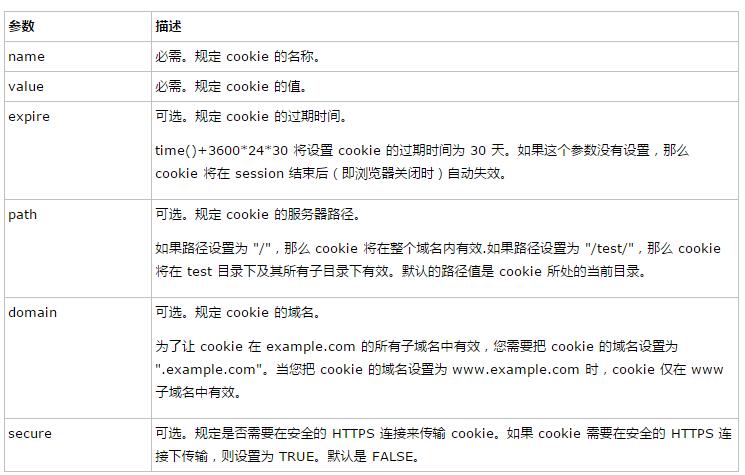 参数 描述
name 必需。规定 cookie 的名称。
value 必需。规定 cookie 的值。
expire 可选。规定 cookie 的过期时间。
time()+3600*24*30 将设置 cookie 的过期时间为 30 天。如果这个参数没有设置，那么
cookie 将在 session 结束后（即浏览器关闭时）自动失效。
path 可选。规定 cookie 的服务器路径。
如果路径设置为 "/"，那么 cookie 将在整个域名内有效.如果路径设置为 "/test/"，那么 cookie
将在 test 目录下及其所有子目录下有效。默认的路径值是 cookie 所处的当前目录。
domain 可选。规定 cookie 的域名。
为了让 cookie 在 example.com 的所有子域名中有效，您需要把 cookie 的域名设置为
".example.com"。当您把 cookie 的域名设置为 www.example.com 时，cookie 仅在 www
子域名中有效。
secure 可选。规定是否需要在安全的 HTTPS 连接来传输 cookie。如果 cookie 需要在安全的 HTTPS 连
接下传输，则设置为 TRUE。默认是 FALSE。